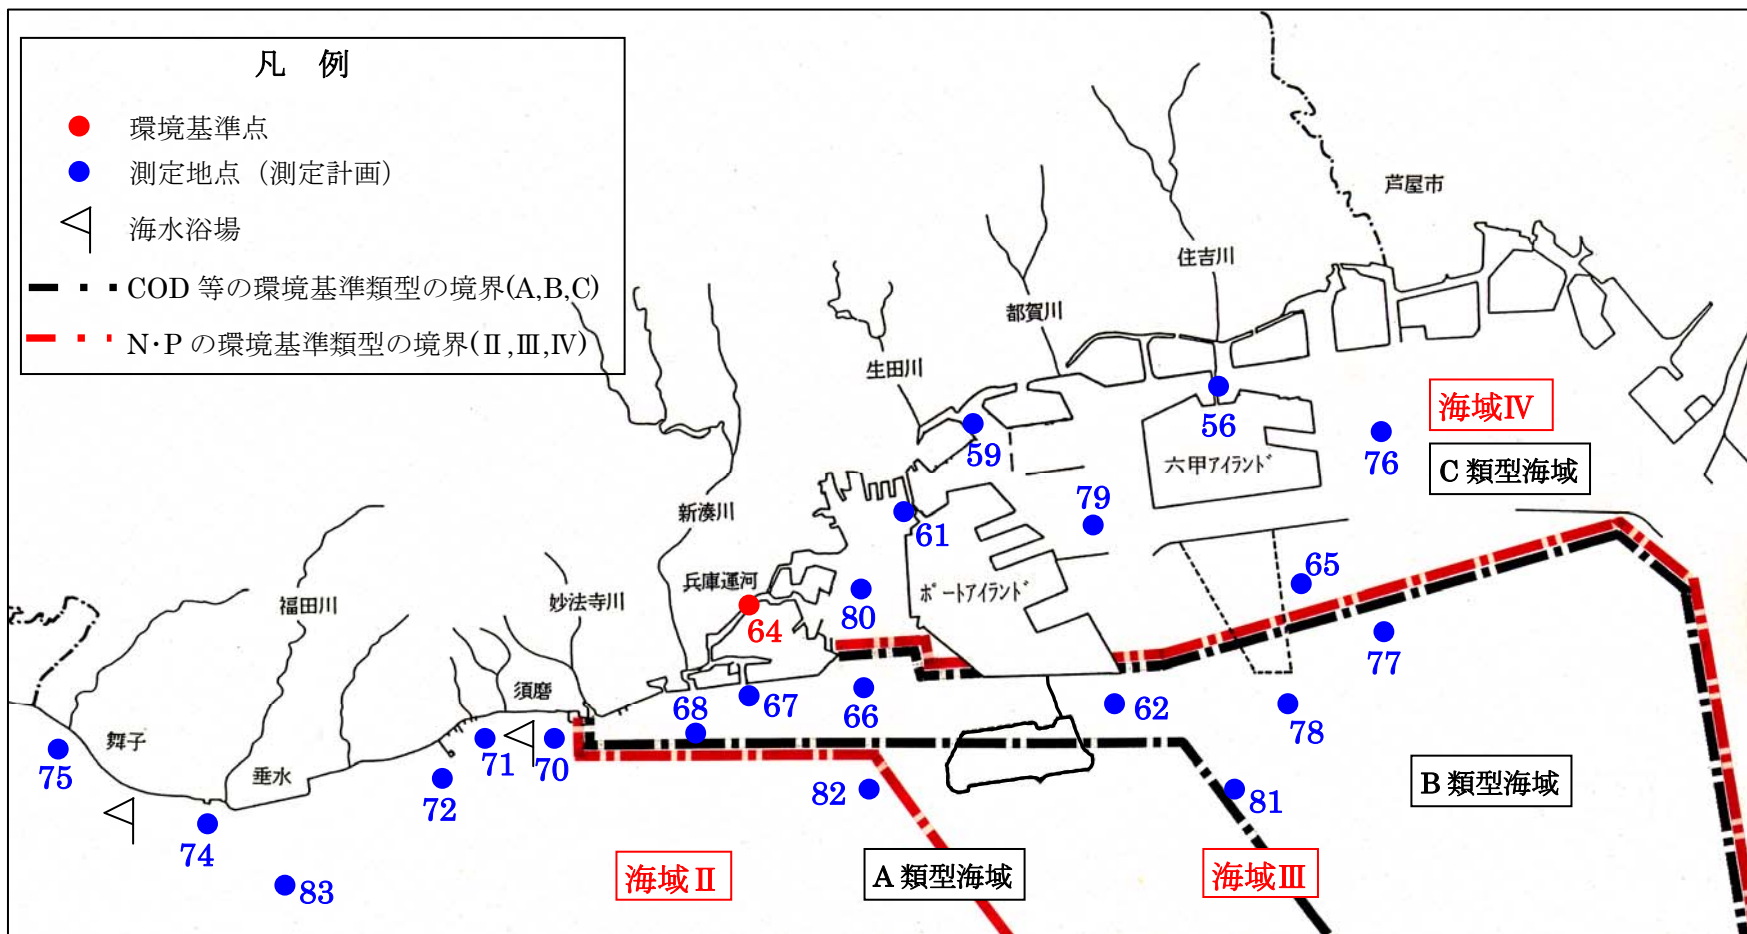 凡 例
環境基準点
測定地点（測定計画）
海水浴場
COD 等の環境基準類型の境界(A,B,C)
N・P の環境基準類型の境界(Ⅱ,Ⅲ,Ⅳ)
芦屋市
住吉川
都賀川
生田川
海域Ⅳ
56
59
76
C 類型海域
六甲アイランド
79
新湊川
61
兵庫運河
65
ポートアイランド
福田川
妙法寺川
80
64
77
須磨
68
67
66
62
78
舞子
75
垂水
71
70
72
82
81
B 類型海域
74
83
海域Ⅱ
A 類型海域
海域Ⅲ